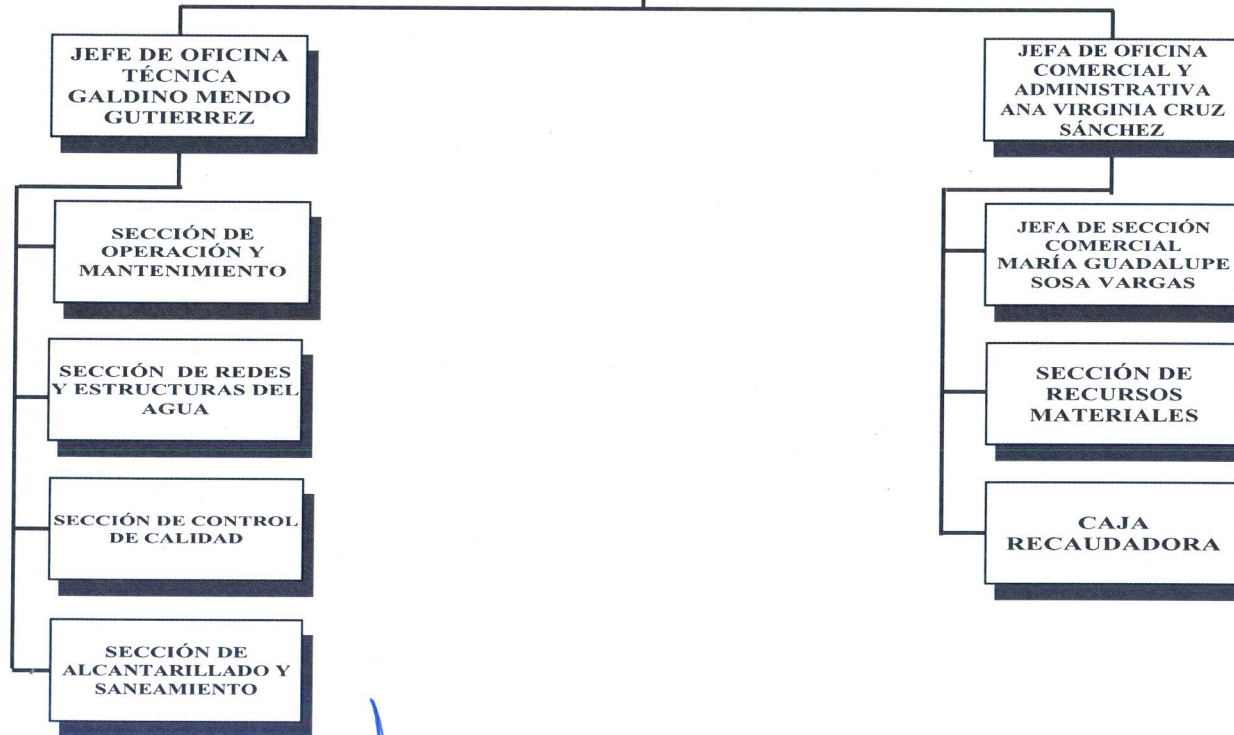 JEFE DE OFICINA
TÉCNICA
GALDINO MENDO
GUTIERREZ
SECCIÓN DE
OPERACIÓN Y
MANTENIMIENTO
SECCIÓN DE REDES
Y ESTRUCTURAS DEL
AGUA
SECCIÓN DE CONTROL
DE CALIDAD
SECCIÓN DE
ALCANTARILLADO Y
SANEAMIENTO
JEFA DE OFICINA
COMERCIAL Y
ADMINISTRATIVA
ANA VIRGINIA CRUZ
SÁNCHEZ
JEFA DE SECCIÓN
COMERCIAL
MARÍA GUADALUPE
SOSA VARGAS
SECCIÓN DE
RECURSOS
MATERIALES
CAJA
RECAUDADORA